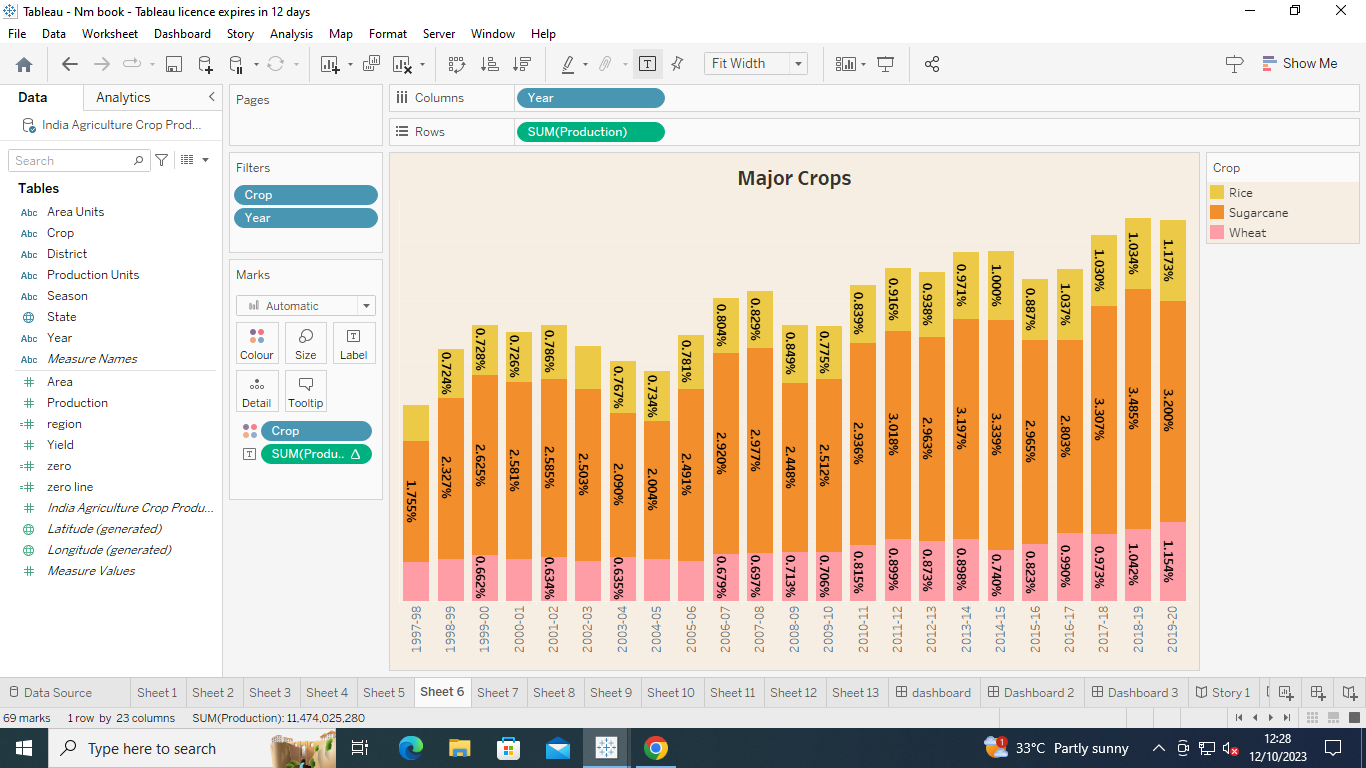 Tableau - Nm book - Tableau licence expires in 12 days
File Data Worksheet Dashboard Story Analysis Map Format Server Window Help
Fit Width
Show Me
Data Analytics
India Agriculture Crop Prod...
Search
Tables
Abc Area Units
Abc Crop
Abc District
Abc Production Units
Abc Season
State
Abc Year
Abc Measure Names
Area
Production
region
Yield
zero
zero line
India Agriculture Crop Produ...
Latitude (generated)
Longitude (generated)
Measure Values
Pages
Filters
Crop
Year
Marks
Automatic
Colour Size Label
Detail Tooltip
Crop
SUM(Produ.. Δ
Columns Year
Rows SUM(Production)
Major Crops
0.724% 0.728% 0.726% 0.786% 0.767% 0.734% 0.781% 0.804% 0.829% 0.849% 0.775% 0.839% 0.916% 0.938% 0.971% 1.000% 0.887% 1.037% 1.030% 1.034% 1.173%
1.755% 2.327% 2.625% 2.581% 2.585% 2.503% 2.090% 2.004% 2.491% 2.920% 2.977% 2.448% 2.512% 2.936% 3.018% 2.963% 3.197% 3.339% 2.965% 2.803% 3.307% 3.485% 3.200%
0.662% 0.634% 0.635% 0.679% 0.697% 0.713% 0.706% 0.815% 0.899% 0.873% 0.898% 0.740% 0.823% 0.990% 0.973% 1.042% 1.154%
1997-98 1998-99 1999-00 2000-01 2001-02 2002-03 2003-04 2004-05 2005-06 2006-07 2007-08 2008-09 2009-10 2010-11 2011-12 2012-13 2013-14 2014-15 2015-16 2016-17 2017-18 2018-19 2019-20
Crop
Rice
Sugarcane
Wheat
Data Source Sheet 1 Sheet 2 Sheet 3 Sheet 4 Sheet 5 Sheet 6 Sheet 7 Sheet 8 Sheet 9 Sheet 10 Sheet 11 Sheet 12 Sheet 13 dashboard Dashboard 2 Dashboard 3 Story 1
69 marks 1 row by 23 columns SUM(Production): 11,474,025,280
Type here to search
1 33°C Partly sunny
12:28
12/10/2023